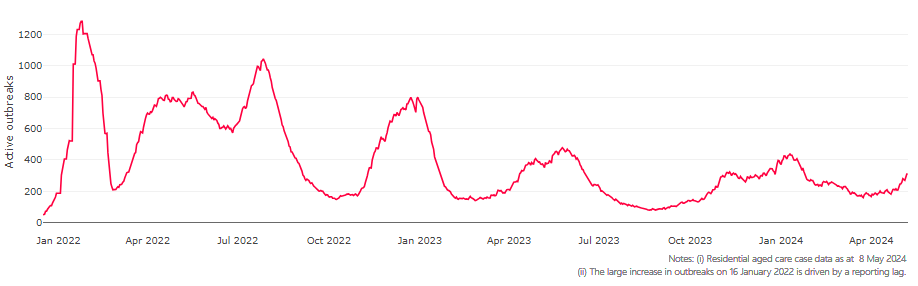 Active outbreaks
1200
1000
800
600
400
200
0
Jan 2022 Apr 2022 Jul 2022 Oct 2022 Jan 2023 Apr 2023 Jul 2023 Oct 2023 Jan 2024 Apr 2024
Notes: (i) Residential aged care case data as at 8 May 2024
(ii) The large increase in outbreaks on 16 January 2022 is driven by a reporting lag.